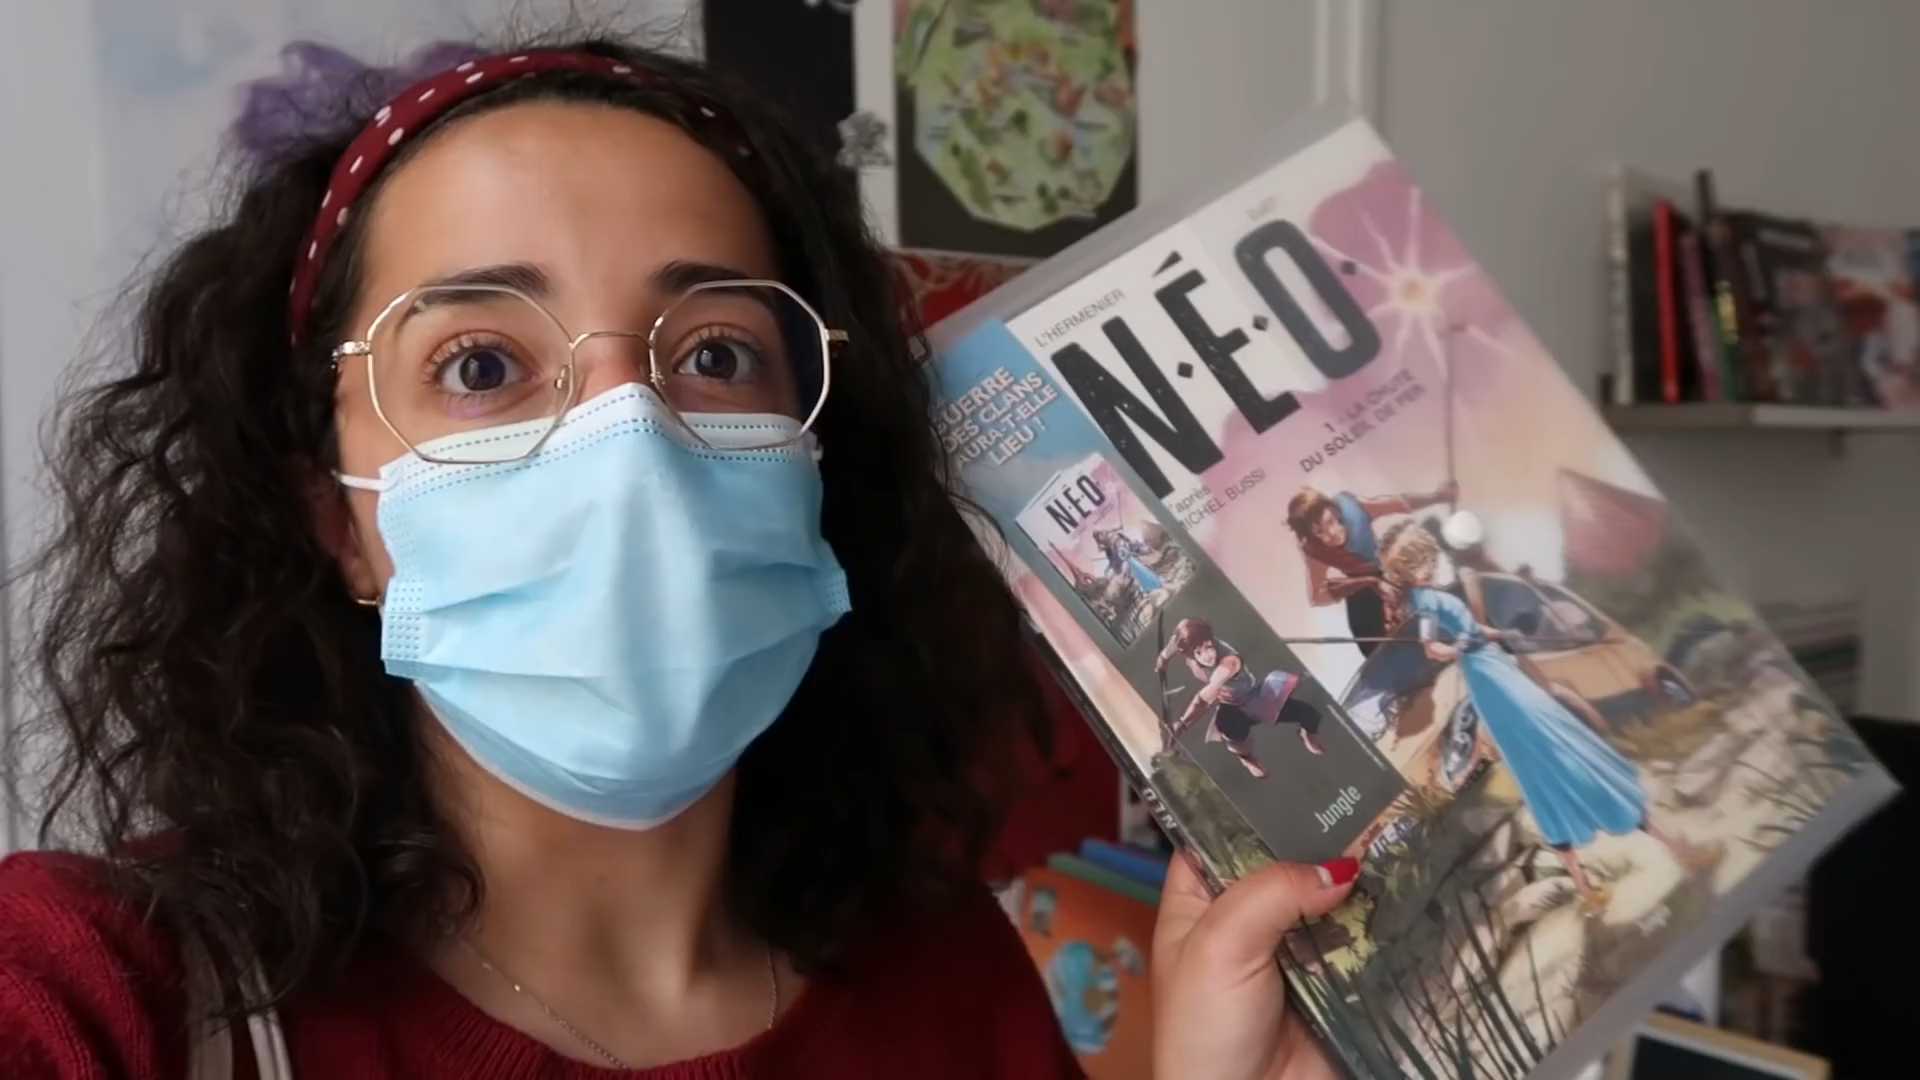 L'HERMENIER
N.É.O.
1. LA CHUTE
DU SOLEIL DE FER
d'après
MICHEL BUSSI
GUERRE
DES CLANS
AURA-T-ELLE
LIEU ?
N.É.O.
Jungle